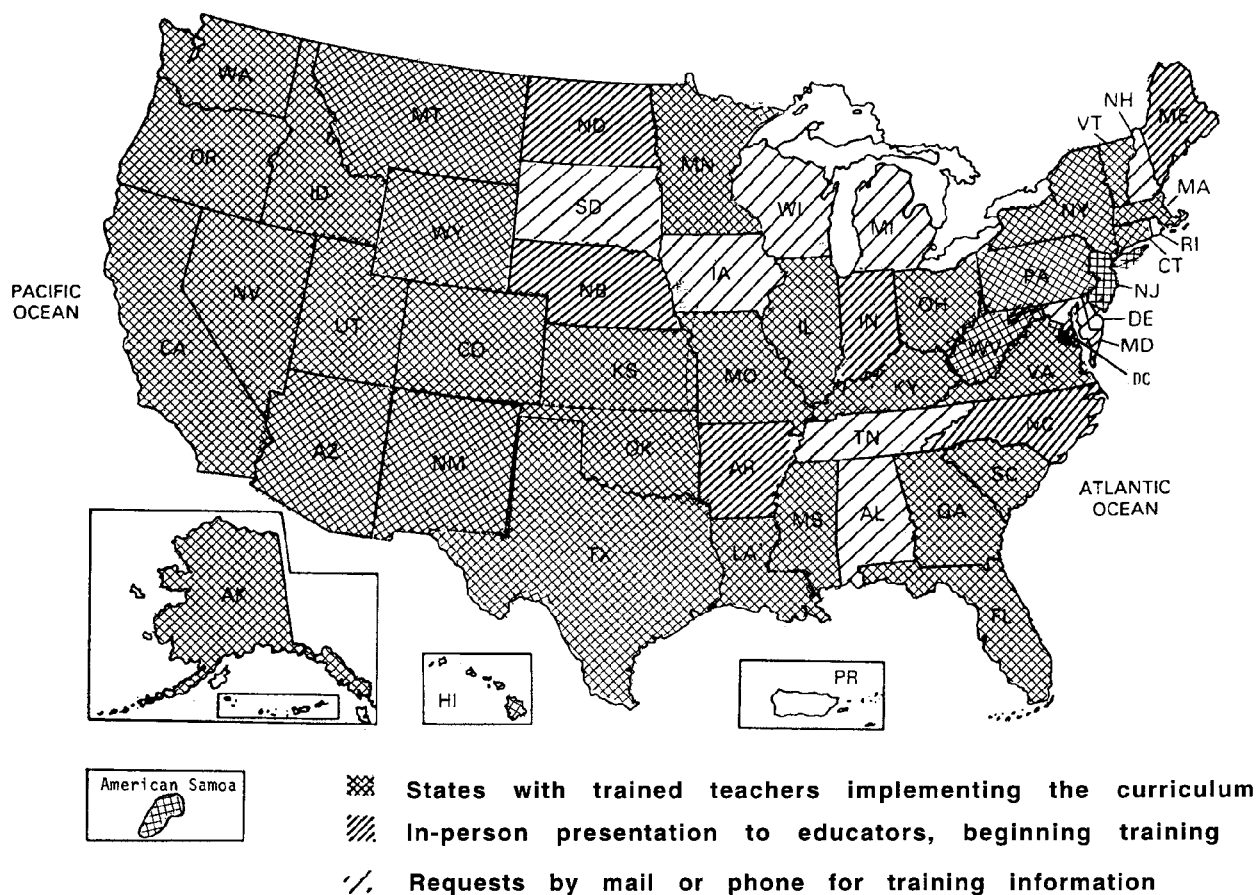 NH
VT
WA
MT
ND
MN
ME
OR
ID
SD
WI
MI
NY
MA
WY
RI
CT
PACIFIC
OCEAN
NV
UT
NB
IA
PA
NJ
CA
CO
KS
MO
IL
IN
OH
WV
DE
MD
VA
DC
KY
AZ
NM
OK
AR
TN
NC
SC
ATLANTIC
OCEAN
TX
LA
MS
AL
GA
FL
AK
HI
PR
American Samoa
States with trained teachers implementing the curriculum
In-person presentation to educators, beginning training
Requests by mail or phone for training information